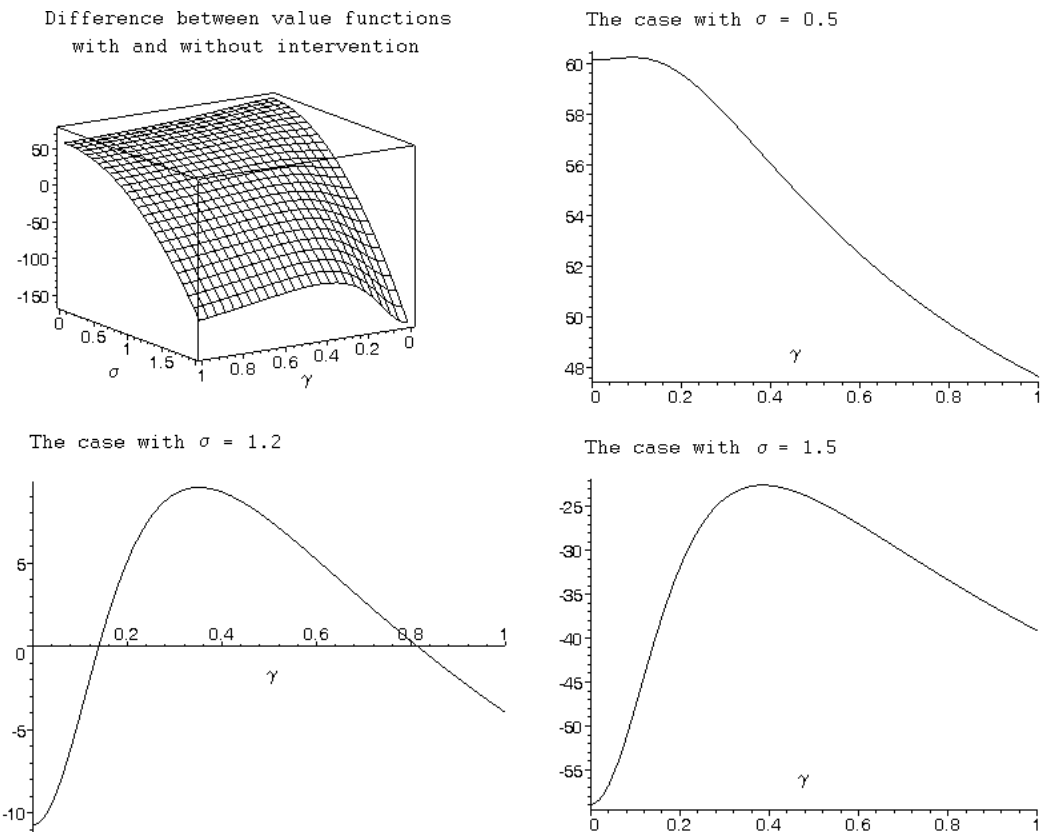 Difference between value functions
with and without intervention
50
0
-50
-100
-150
0
0.5
1
1.5
σ
1
0.8
0.6
0.4
0.2
0
γ
The case with σ = 0.5
60
58
56
54
52
50
48
γ
0 0.2 0.4 0.6 0.8 1
The case with σ = 1.2
5
0
-5
-10
0.2 0.4 0.6 0.8 1
γ
The case with σ = 1.5
-25
-30
-35
-40
-45
-50
-55
γ
0 0.2 0.4 0.6 0.8 1